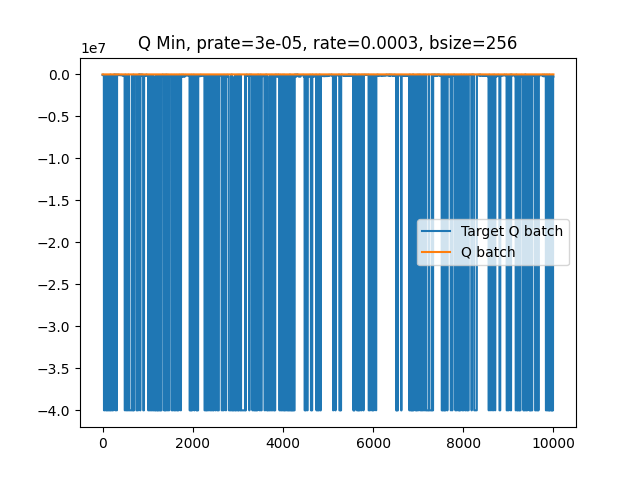 Q Min, prate=3e-05, rate=0.0003, bsize=256
1e7
0.0
−0.5
−1.0
−1.5
−2.0
−2.5
−3.0
−3.5
−4.0
Target Q batch
Q batch
0 2000 4000 6000 8000 10000